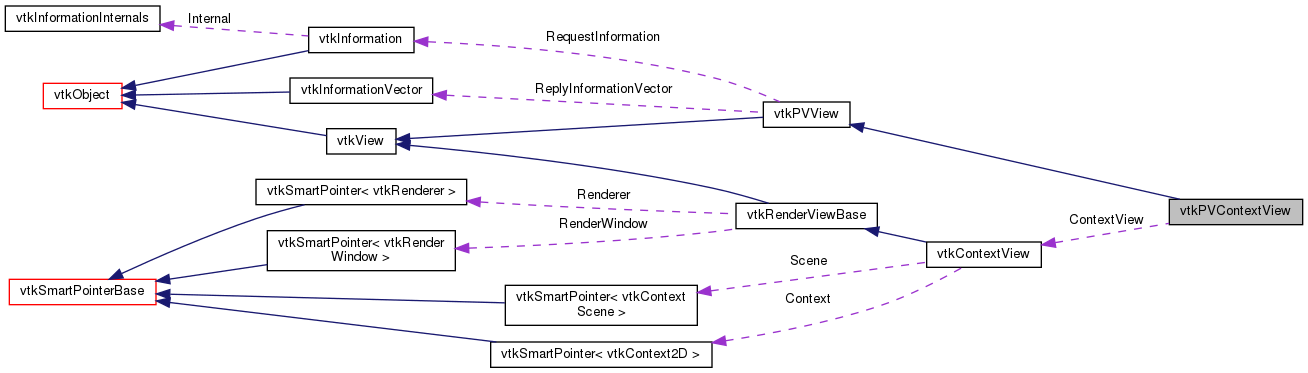 vtkInformationInternals
Internal
vtkInformation
RequestInformation
vtkObject
vtkInformationVector
ReplyInformationVector
vtkPVView
vtkView
vtkSmartPointer< vtkRenderer >
Renderer
vtkRenderViewBase
vtkPVContextView
RenderWindow
ContextView
vtkSmartPointer< vtkRender
Window >
vtkContextView
vtkSmartPointerBase
Scene
vtkSmartPointer< vtkContext
Scene >
Context
vtkSmartPointer< vtkContext2D >